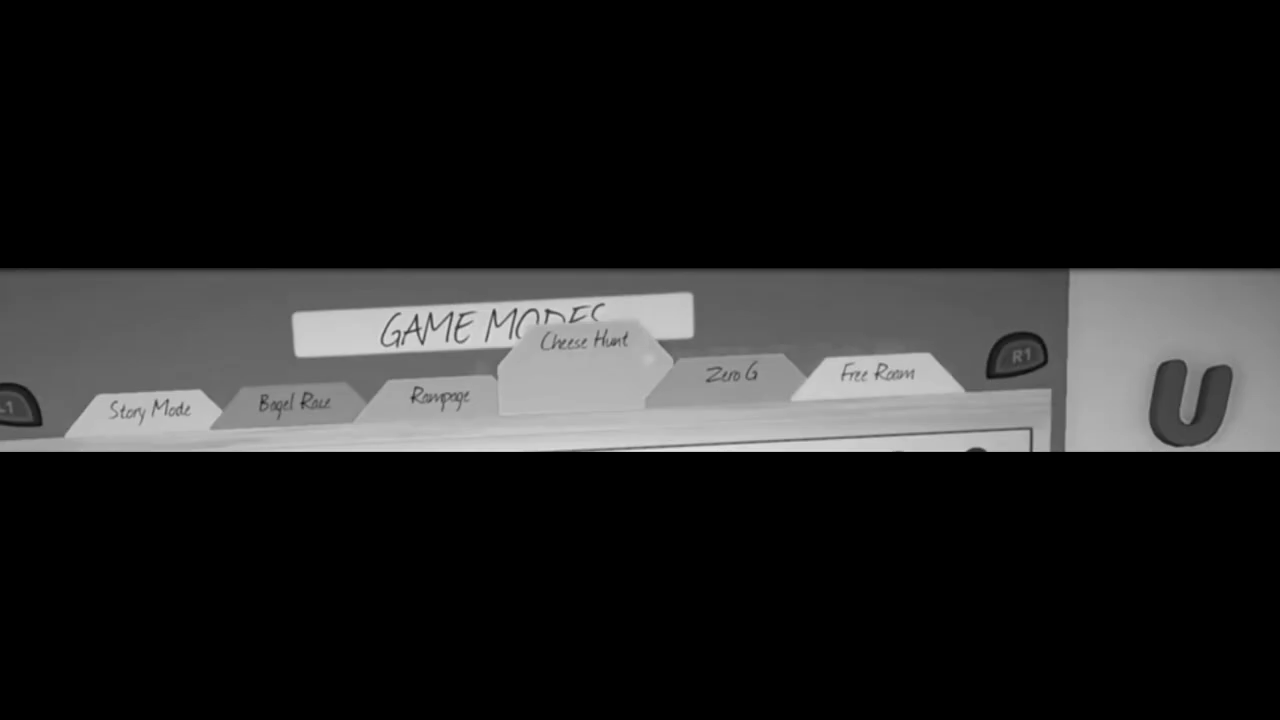 GAME MODES
Cheese Hunt
Story Mode
Bagel Race
Rampage
Zero G
Free Roam
R1
U